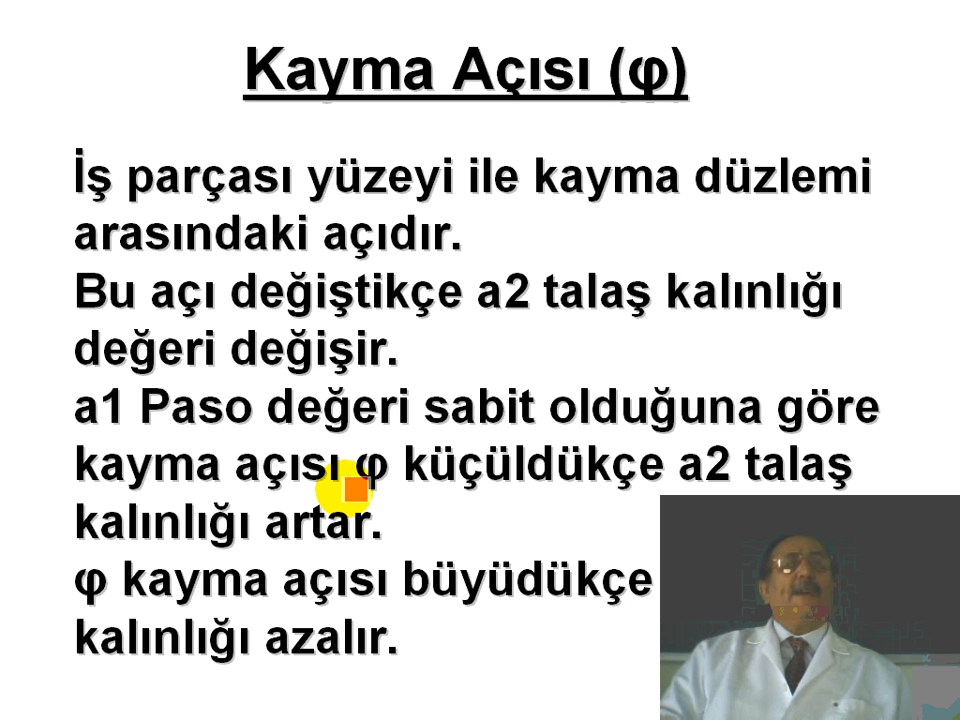 Kayma Açısı (φ)
İş parçası yüzeyi ile kayma düzlemi
arasındaki açıdır.
Bu açı değiştikçe a2 talaş kalınlığı
değeri değişir.
a1 Paso değeri sabit olduğuna göre
kayma açısı φ küçüldükçe a2 talaş
kalınlığı artar.
φ kayma açısı büyüdükçe
kalınlığı azalır.